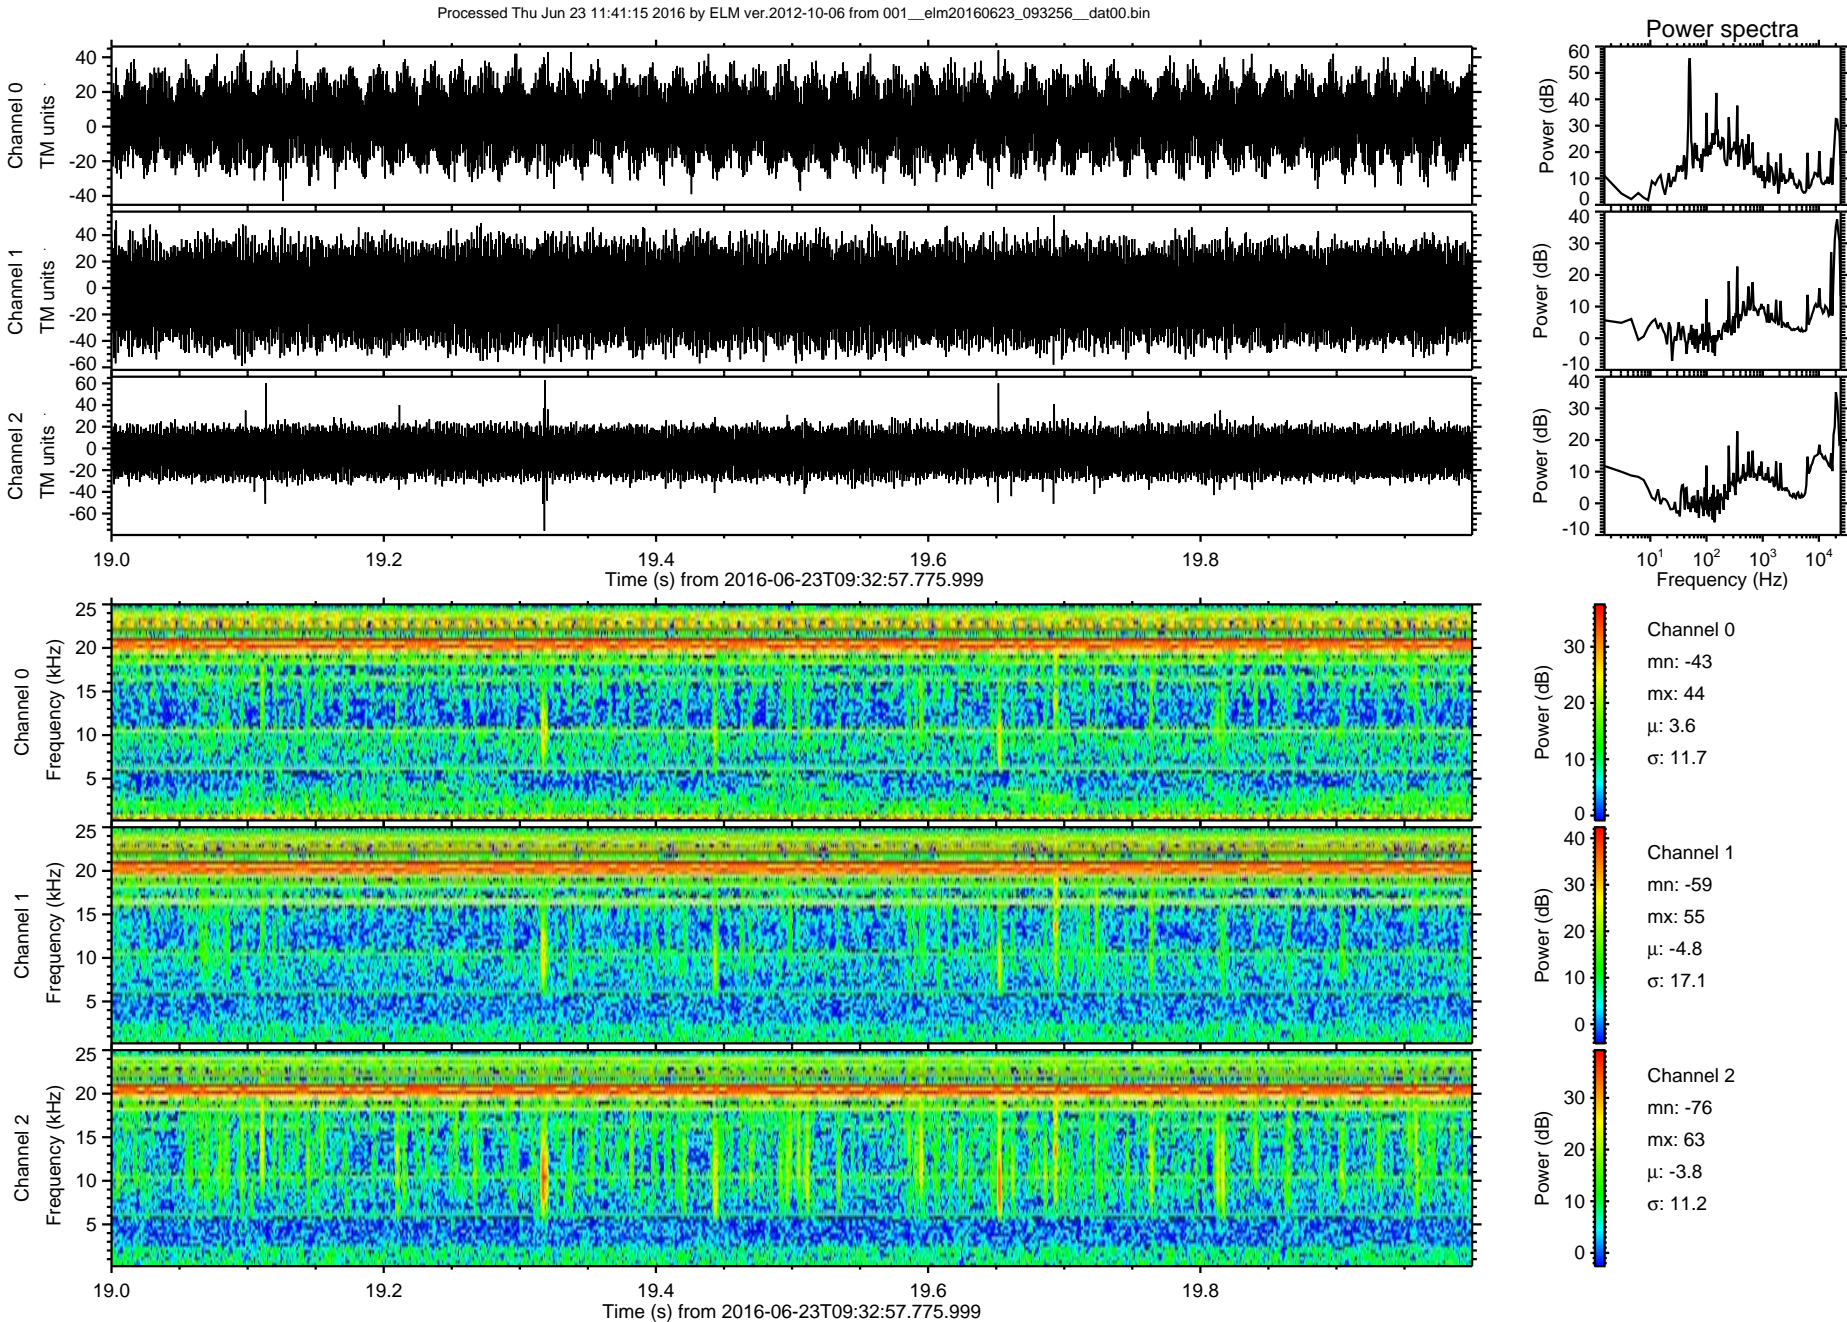 Processed Thu Jun 23 11:41:15 2016 by ELM ver.2012-10-06 from 001__elm20160623_093256__dat00.bin
Power spectra
Channel 0
TM units
40
20
0
-20
-40
Power (dB)
60
50
40
30
20
10
0
Channel 1
TM units
40
20
0
-20
-40
-60
Power (dB)
40
30
20
10
0
-10
Channel 2
TM units
60
40
20
0
-20
-40
-60
Power (dB)
40
30
20
10
0
-10
19.0 19.2 19.4 19.6 19.8
Time (s) from 2016-06-23T09:32:57.775.999
10¹ 10² 10³ 10⁴
Frequency (Hz)
Channel 0
Frequency (kHz)
25
20
15
10
5
Power (dB)
30
20
10
0
Channel 0
mn: -43
mx: 44
μ: 3.6
σ: 11.7
Channel 1
Frequency (kHz)
25
20
15
10
5
Power (dB)
40
30
20
10
0
Channel 1
mn: -59
mx: 55
μ: -4.8
σ: 17.1
Channel 2
Frequency (kHz)
25
20
15
10
5
Power (dB)
30
20
10
0
Channel 2
mn: -76
mx: 63
μ: -3.8
σ: 11.2
19.0 19.2 19.4 19.6 19.8
Time (s) from 2016-06-23T09:32:57.775.999